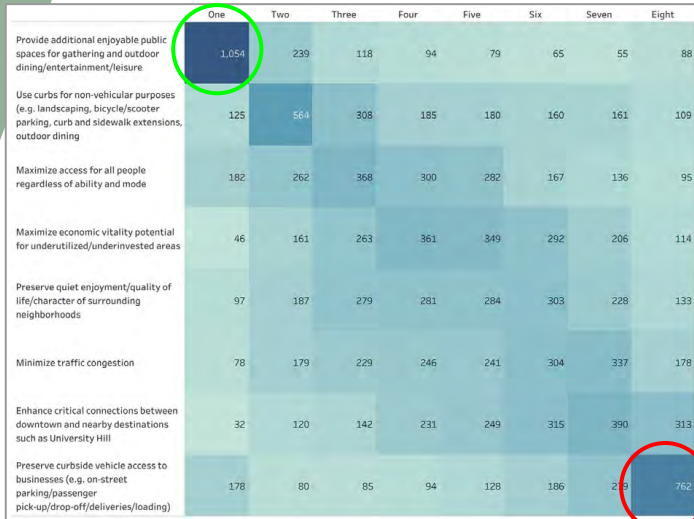 One Two Three Four Five Six Seven Eight
Provide additional enjoyable public
spaces for gathering and outdoor
dining/entertainment/leisure
1,054 239 118 94 79 65 55 88
Use curbs for non-vehicular purposes
(e.g. landscaping, bicycle/scooter
parking, curb and sidewalk extensions,
outdoor dining
125 564 308 185 180 160 161 109
Maximize access for all people
regardless of ability and mode
182 262 368 300 282 167 136 95
Maximize economic vitality potential
for underutilized/underinvested areas
46 161 263 361 349 292 206 114
Preserve quiet enjoyment/quality of
life/character of surrounding
neighborhoods
97 187 279 281 284 303 228 133
Minimize traffic congestion
78 179 229 246 241 304 337 178
Enhance critical connections between
downtown and nearby destinations
such as University Hill
32 120 142 231 249 315 390 313
Preserve curbside vehicle access to
businesses (e.g. on-street
parking/passenger
pick-up/drop-off/deliveries/loading)
178 80 85 94 128 186 762